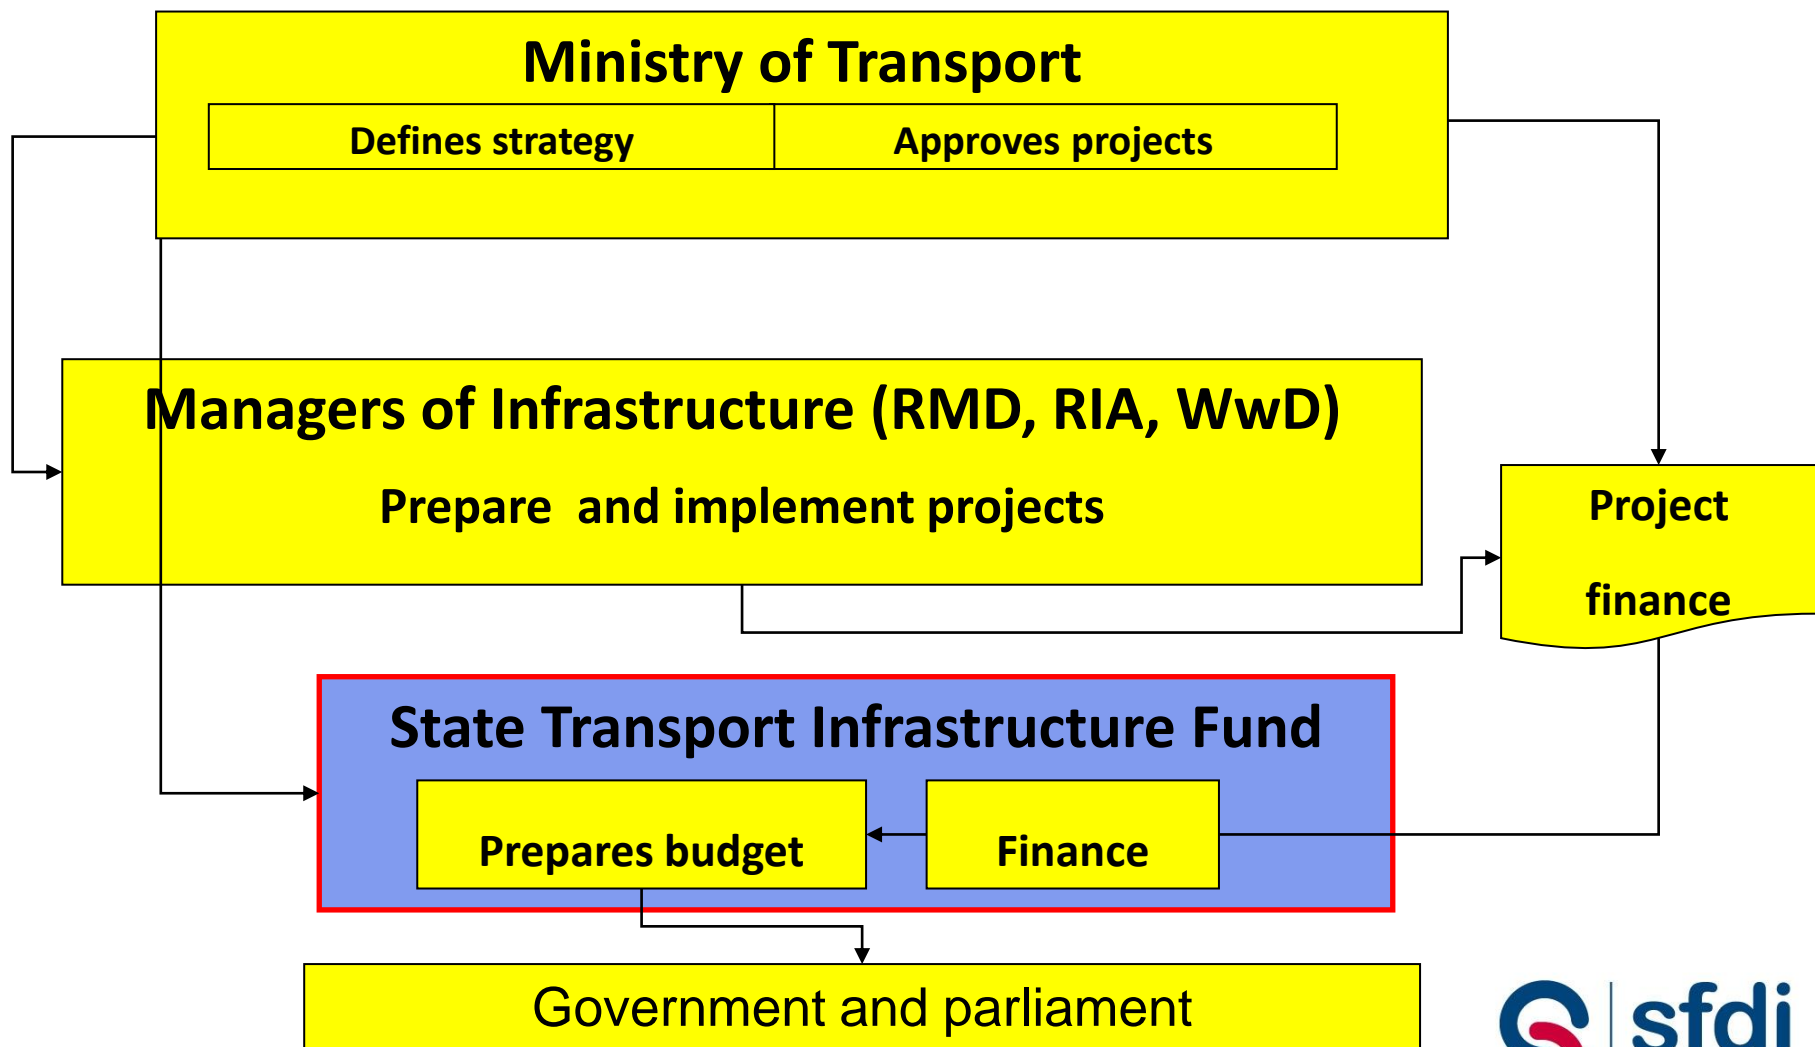 Ministry of Transport
Defines strategy
Approves projects
Managers of Infrastructure (RMD, RIA, WwD)
Prepare and implement projects
Project
finance
State Transport Infrastructure Fund
Prepares budget
Finance
Government and parliament
sfdi